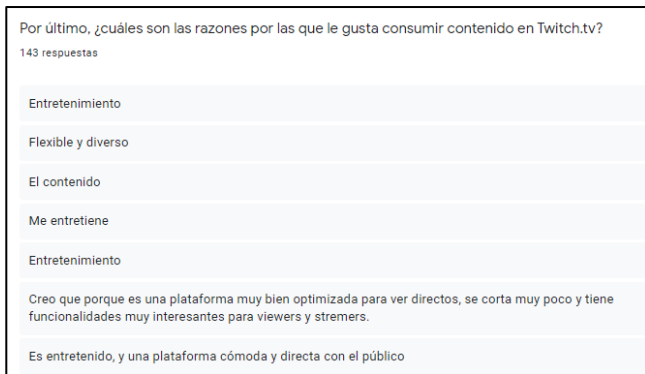 Por último, ¿cuáles son las razones por las que le gusta consumir contenido en Twitch.tv?
143 respuestas
Entretenimiento
Flexible y diverso
El contenido
Me entretiene
Entretenimiento
Creo que porque es una plataforma muy bien optimizada para ver directos, se corta muy poco y tiene
funcionalidades muy interesantes para viewers y stremers.
Es entretenido, y una plataforma cómoda y directa con el público